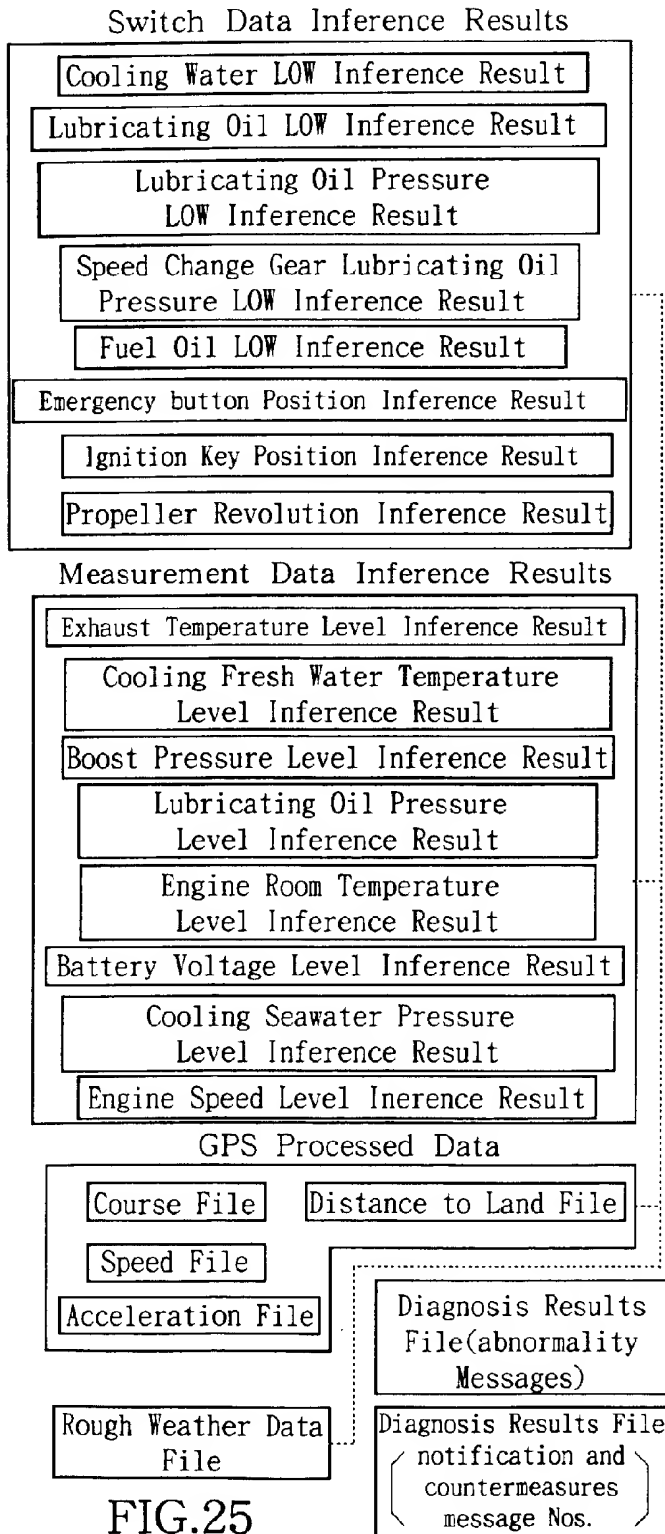 Switch Data Inference Results
Cooling Water LOW Inference Result
Lubricating Oil LOW Inference Result
Lubricating Oil Pressure
LOW Inference Result
Speed Change Gear Lubricating Oil
Pressure LOW Inference Result
Fuel Oil LOW Inference Result
Emergency button Position Inference Result
Ignition Key Position Inference Result
Propeller Revolution Inference Result
Measurement Data Inference Results
Exhaust Temperature Level Inference Result
Cooling Fresh Water Temperature
Level Inference Result
Boost Pressure Level Inference Result
Lubricating Oil Pressure
Level Inference Result
Engine Room Temperature
Level Inference Result
Battery Voltage Level Inference Result
Cooling Seawater Pressure
Level Inference Result
Engine Speed Level Inerence Result
GPS Processed Data
Course File
Distance to Land File
Speed File
Acceleration File
Diagnosis Results
File(abnormality
Messages)
Rough Weather Data
File
Diagnosis Results File
notification and
countermeasures
message Nos.
FIG.25